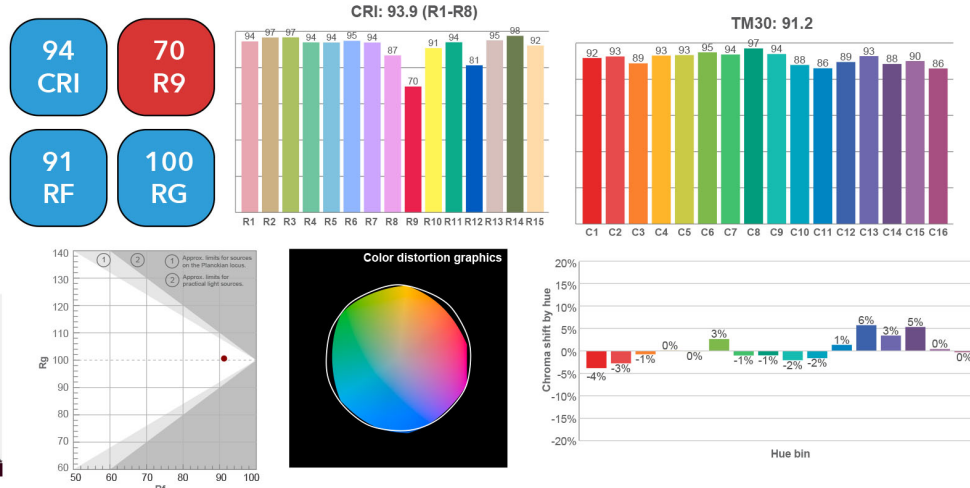 94
CRI
70
R9
91
RF
100
RG
CRI: 93.9 (R1-R8)
94 97 97 94 94 95 94 87 70 91 94 81 95 98 92
R1 R2 R3 R4 R5 R6 R7 R8 R9 R10 R11 R12 R13 R14 R15
TM30: 91.2
92 93 89 93 93 95 94 97 94 88 86 89 93 88 90 86
C1 C2 C3 C4 C5 C6 C7 C8 C9 C10 C11 C12 C13 C14 C15 C16
140
130
120
110
100
90
80
70
60
Rg
1
2
1 Approx. limits for sources
on the Planckian locus.
2 Approx. limits for
practical light sources.
50 60 70 80 90 100
Rf
Color distortion graphics
20%
15%
10%
5%
0%
-5%
-10%
-15%
-20%
Chroma shift by hue
-4% -3% -1% 0% 0% 3% -1% -1% -2% -2% 1% 6% 3% 5% 0% 0%
Hue bin